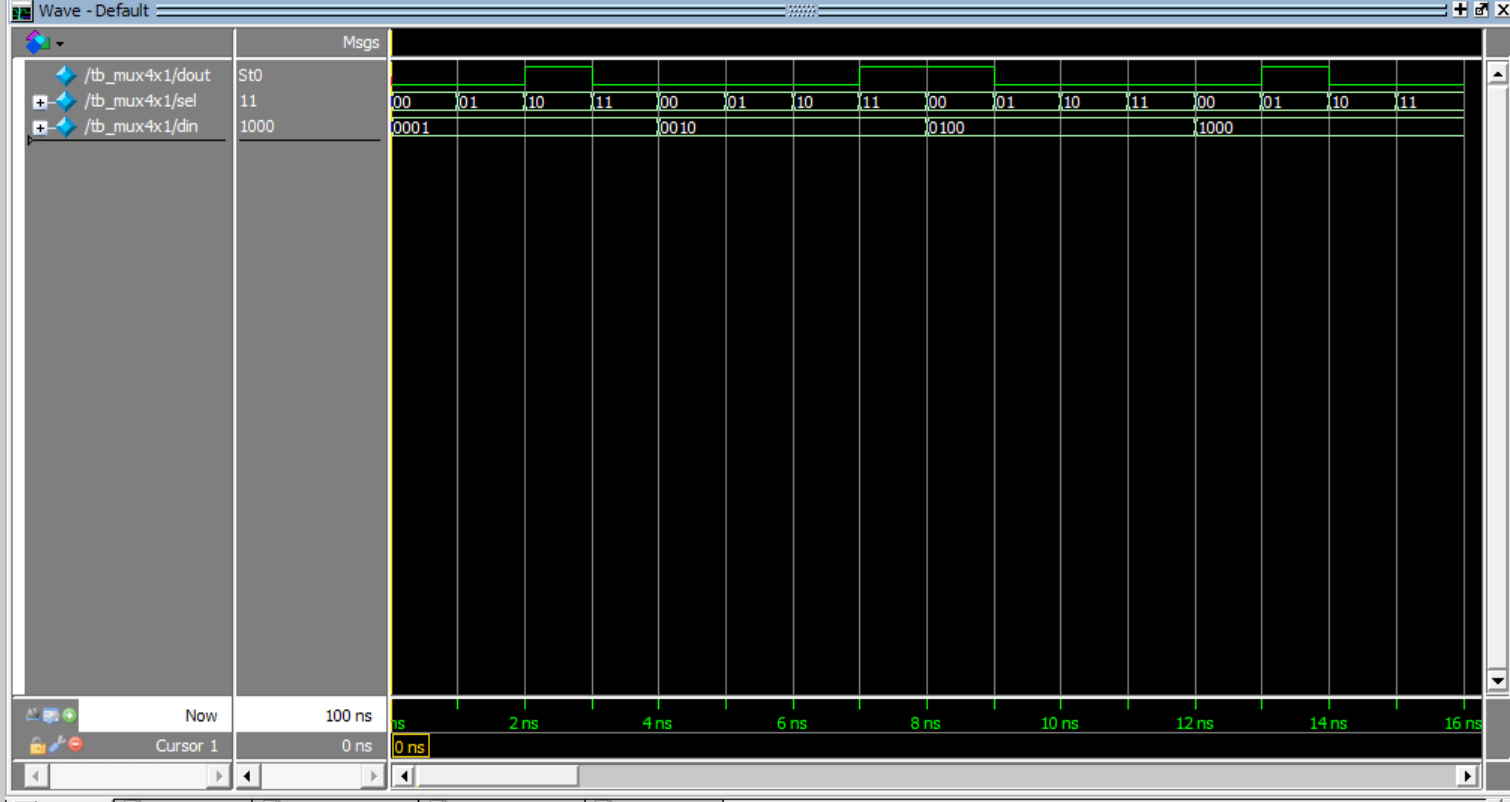 Wave - Default
Msgs
/tb_mux4x1/dout St0
/tb_mux4x1/sel 11 00 01 10 11 00 01 10 11 00 01 10 11 00 01 10 11
/tb_mux4x1/din 1000 0001 0010 0100 1000
Now 100 ns ns 2 ns 4 ns 6 ns 8 ns 10 ns 12 ns 14 ns 16 ns
Cursor 1 0 ns 0 ns